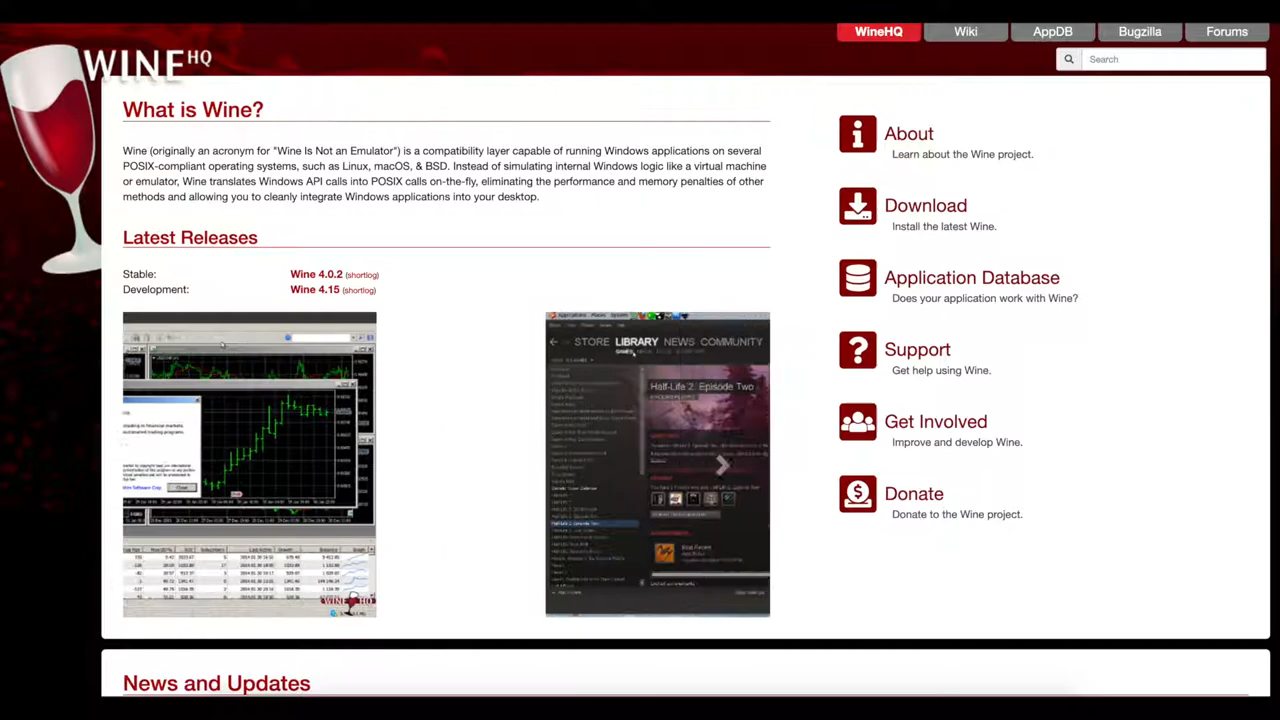 WineHQ
Wiki
AppDB
Bugzilla
Forums
WINE HQ
Search
What is Wine?
Wine (originally an acronym for "Wine Is Not an Emulator") is a compatibility layer capable of running Windows applications on several
POSIX-compliant operating systems, such as Linux, macOS, & BSD. Instead of simulating internal Windows logic like a virtual machine
or emulator, Wine translates Windows API calls into POSIX calls on-the-fly, eliminating the performance and memory penalties of other
methods and allowing you to cleanly integrate Windows applications into your desktop.
Latest Releases
Stable: Wine 4.0.2 (shortlog)
Development: Wine 4.15 (shortlog)
STORE LIBRARY NEWS COMMUNITY
Half-Life 2: Episode Two
Close
WINE HQ
About
Learn about the Wine project.
Download
Install the latest Wine.
Application Database
Does your application work with Wine?
Support
Get help using Wine.
Get Involved
Improve and develop Wine.
Donate
Donate to the Wine project.
News and Updates